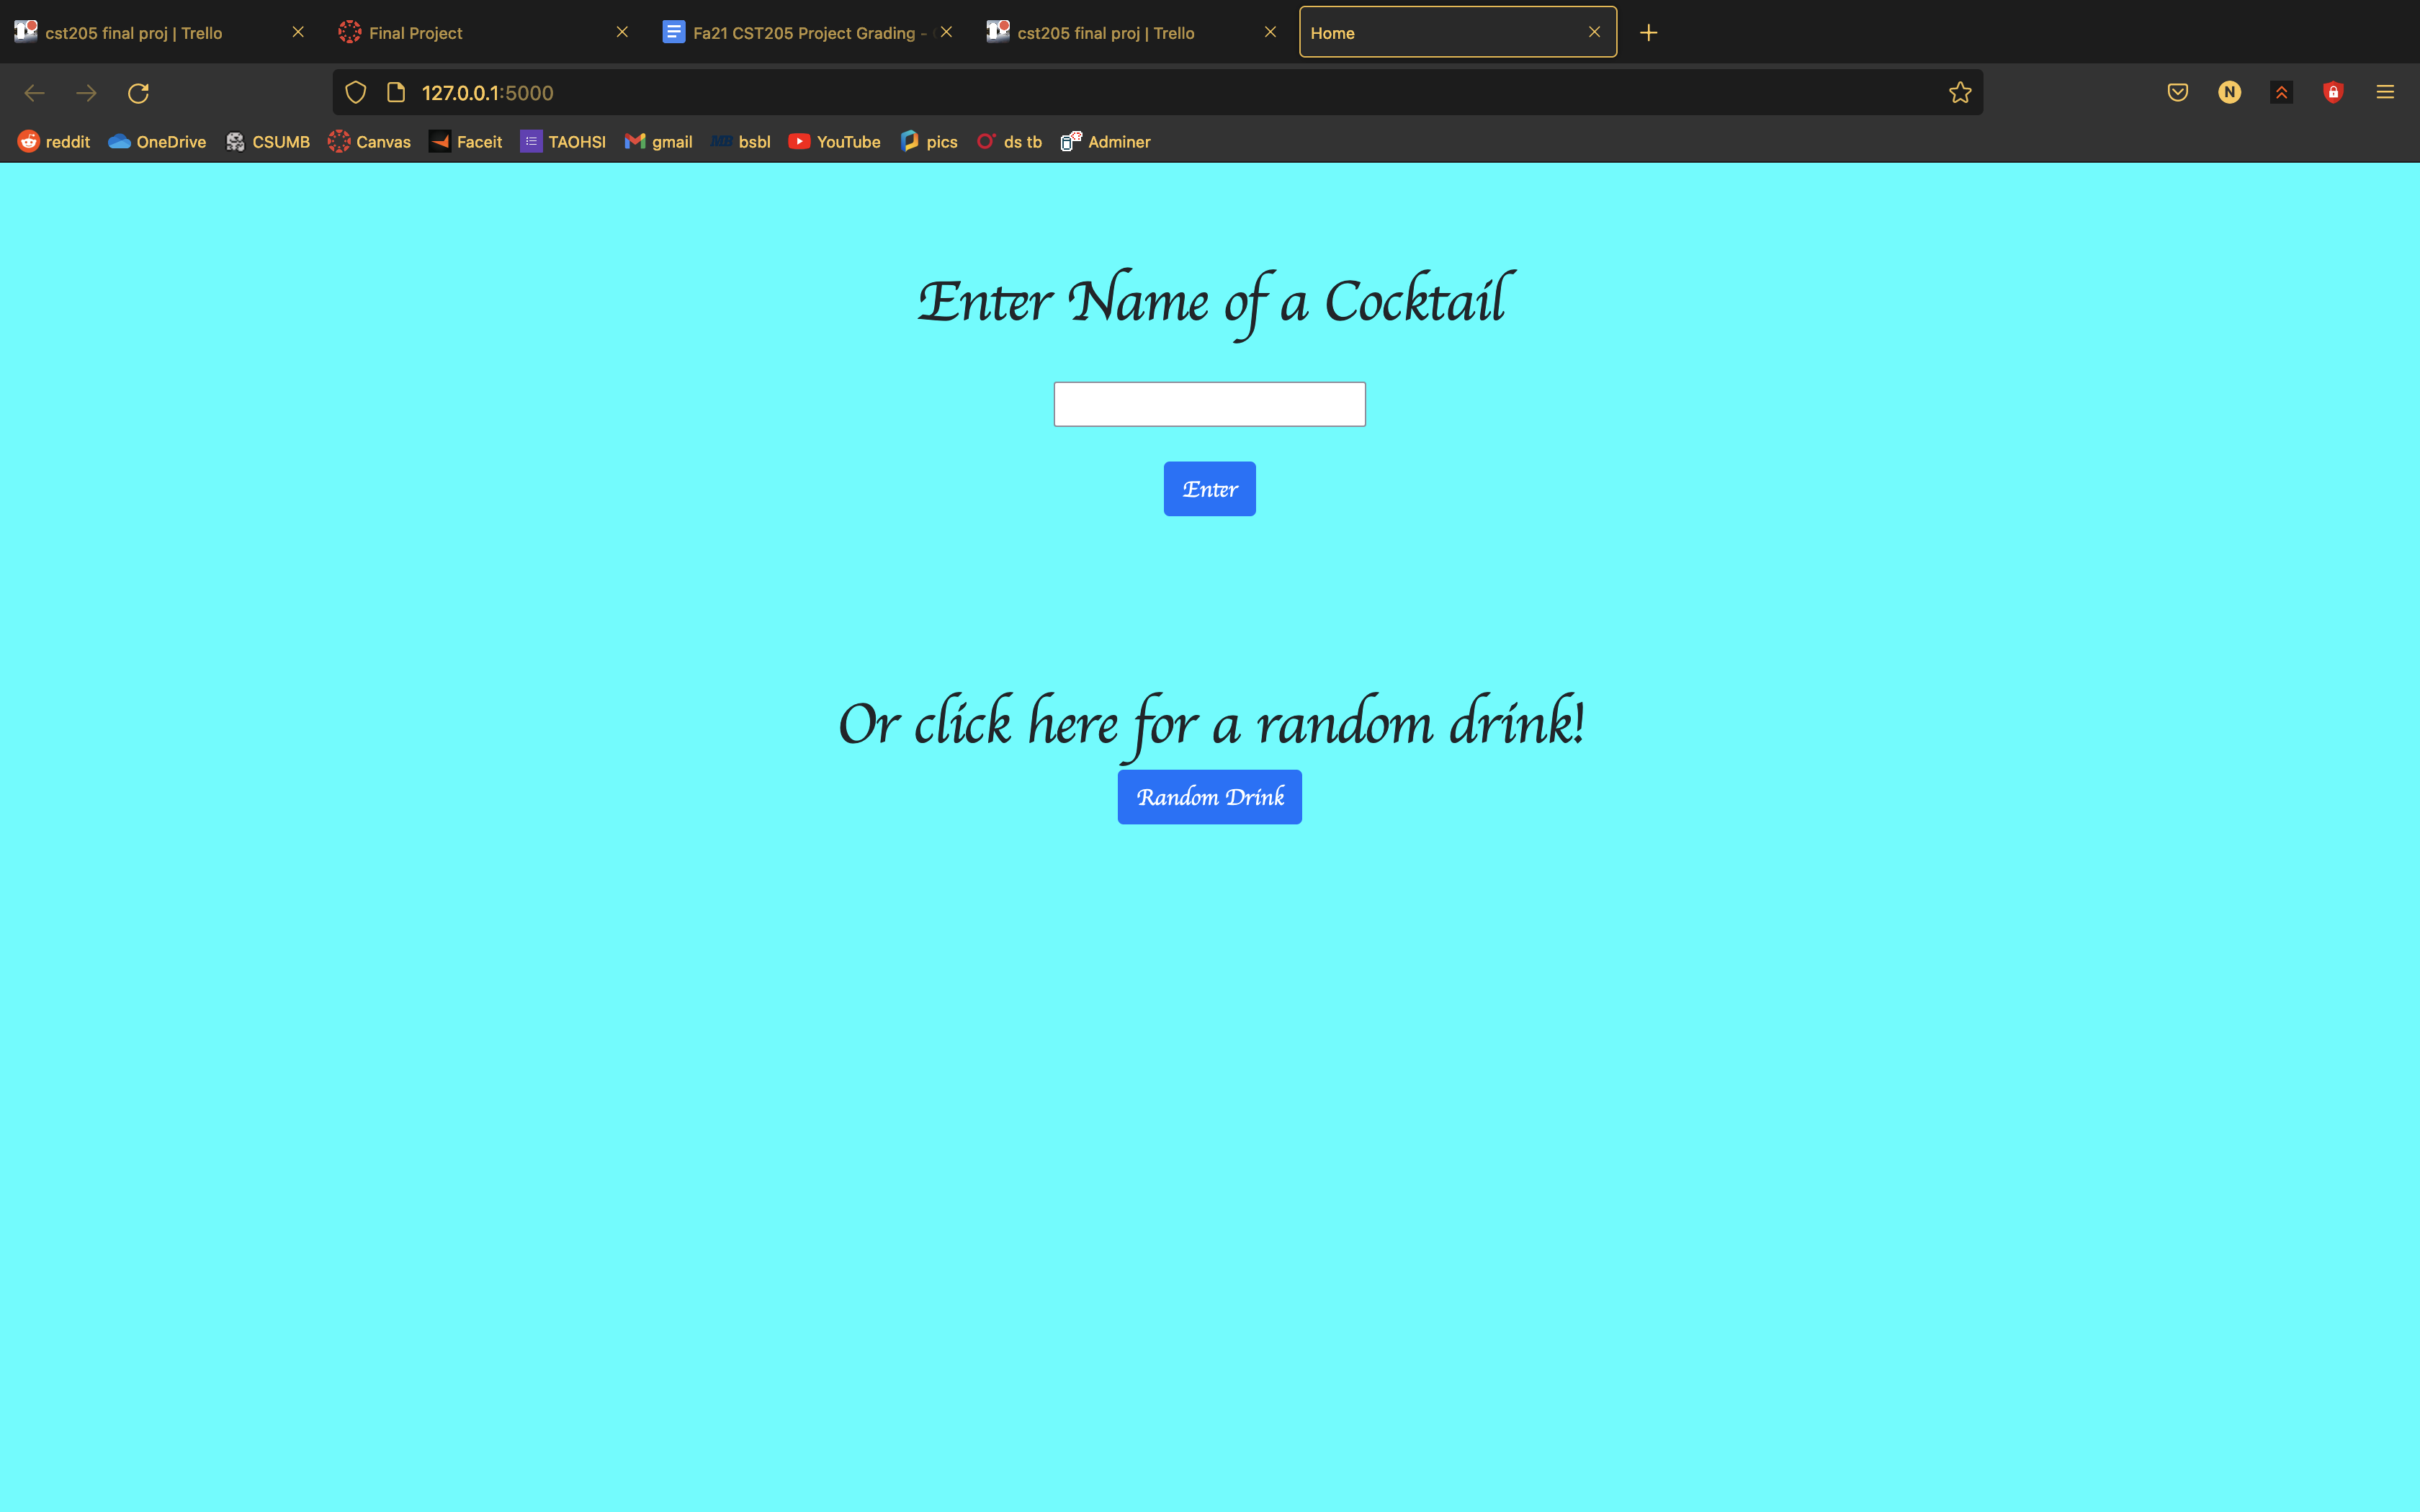 cst205 final proj | Trello
Final Project
Fa21 CST205 Project Grading -
cst205 final proj | Trello
Home
127.0.0.1:5000
N
reddit
OneDrive
CSUMB
Canvas
Faceit
TAOHSI
gmail
MB bsbl
YouTube
pics
ds tb
Adminer
Enter Name of a Cocktail
Enter
Or click here for a random drink!
Random Drink